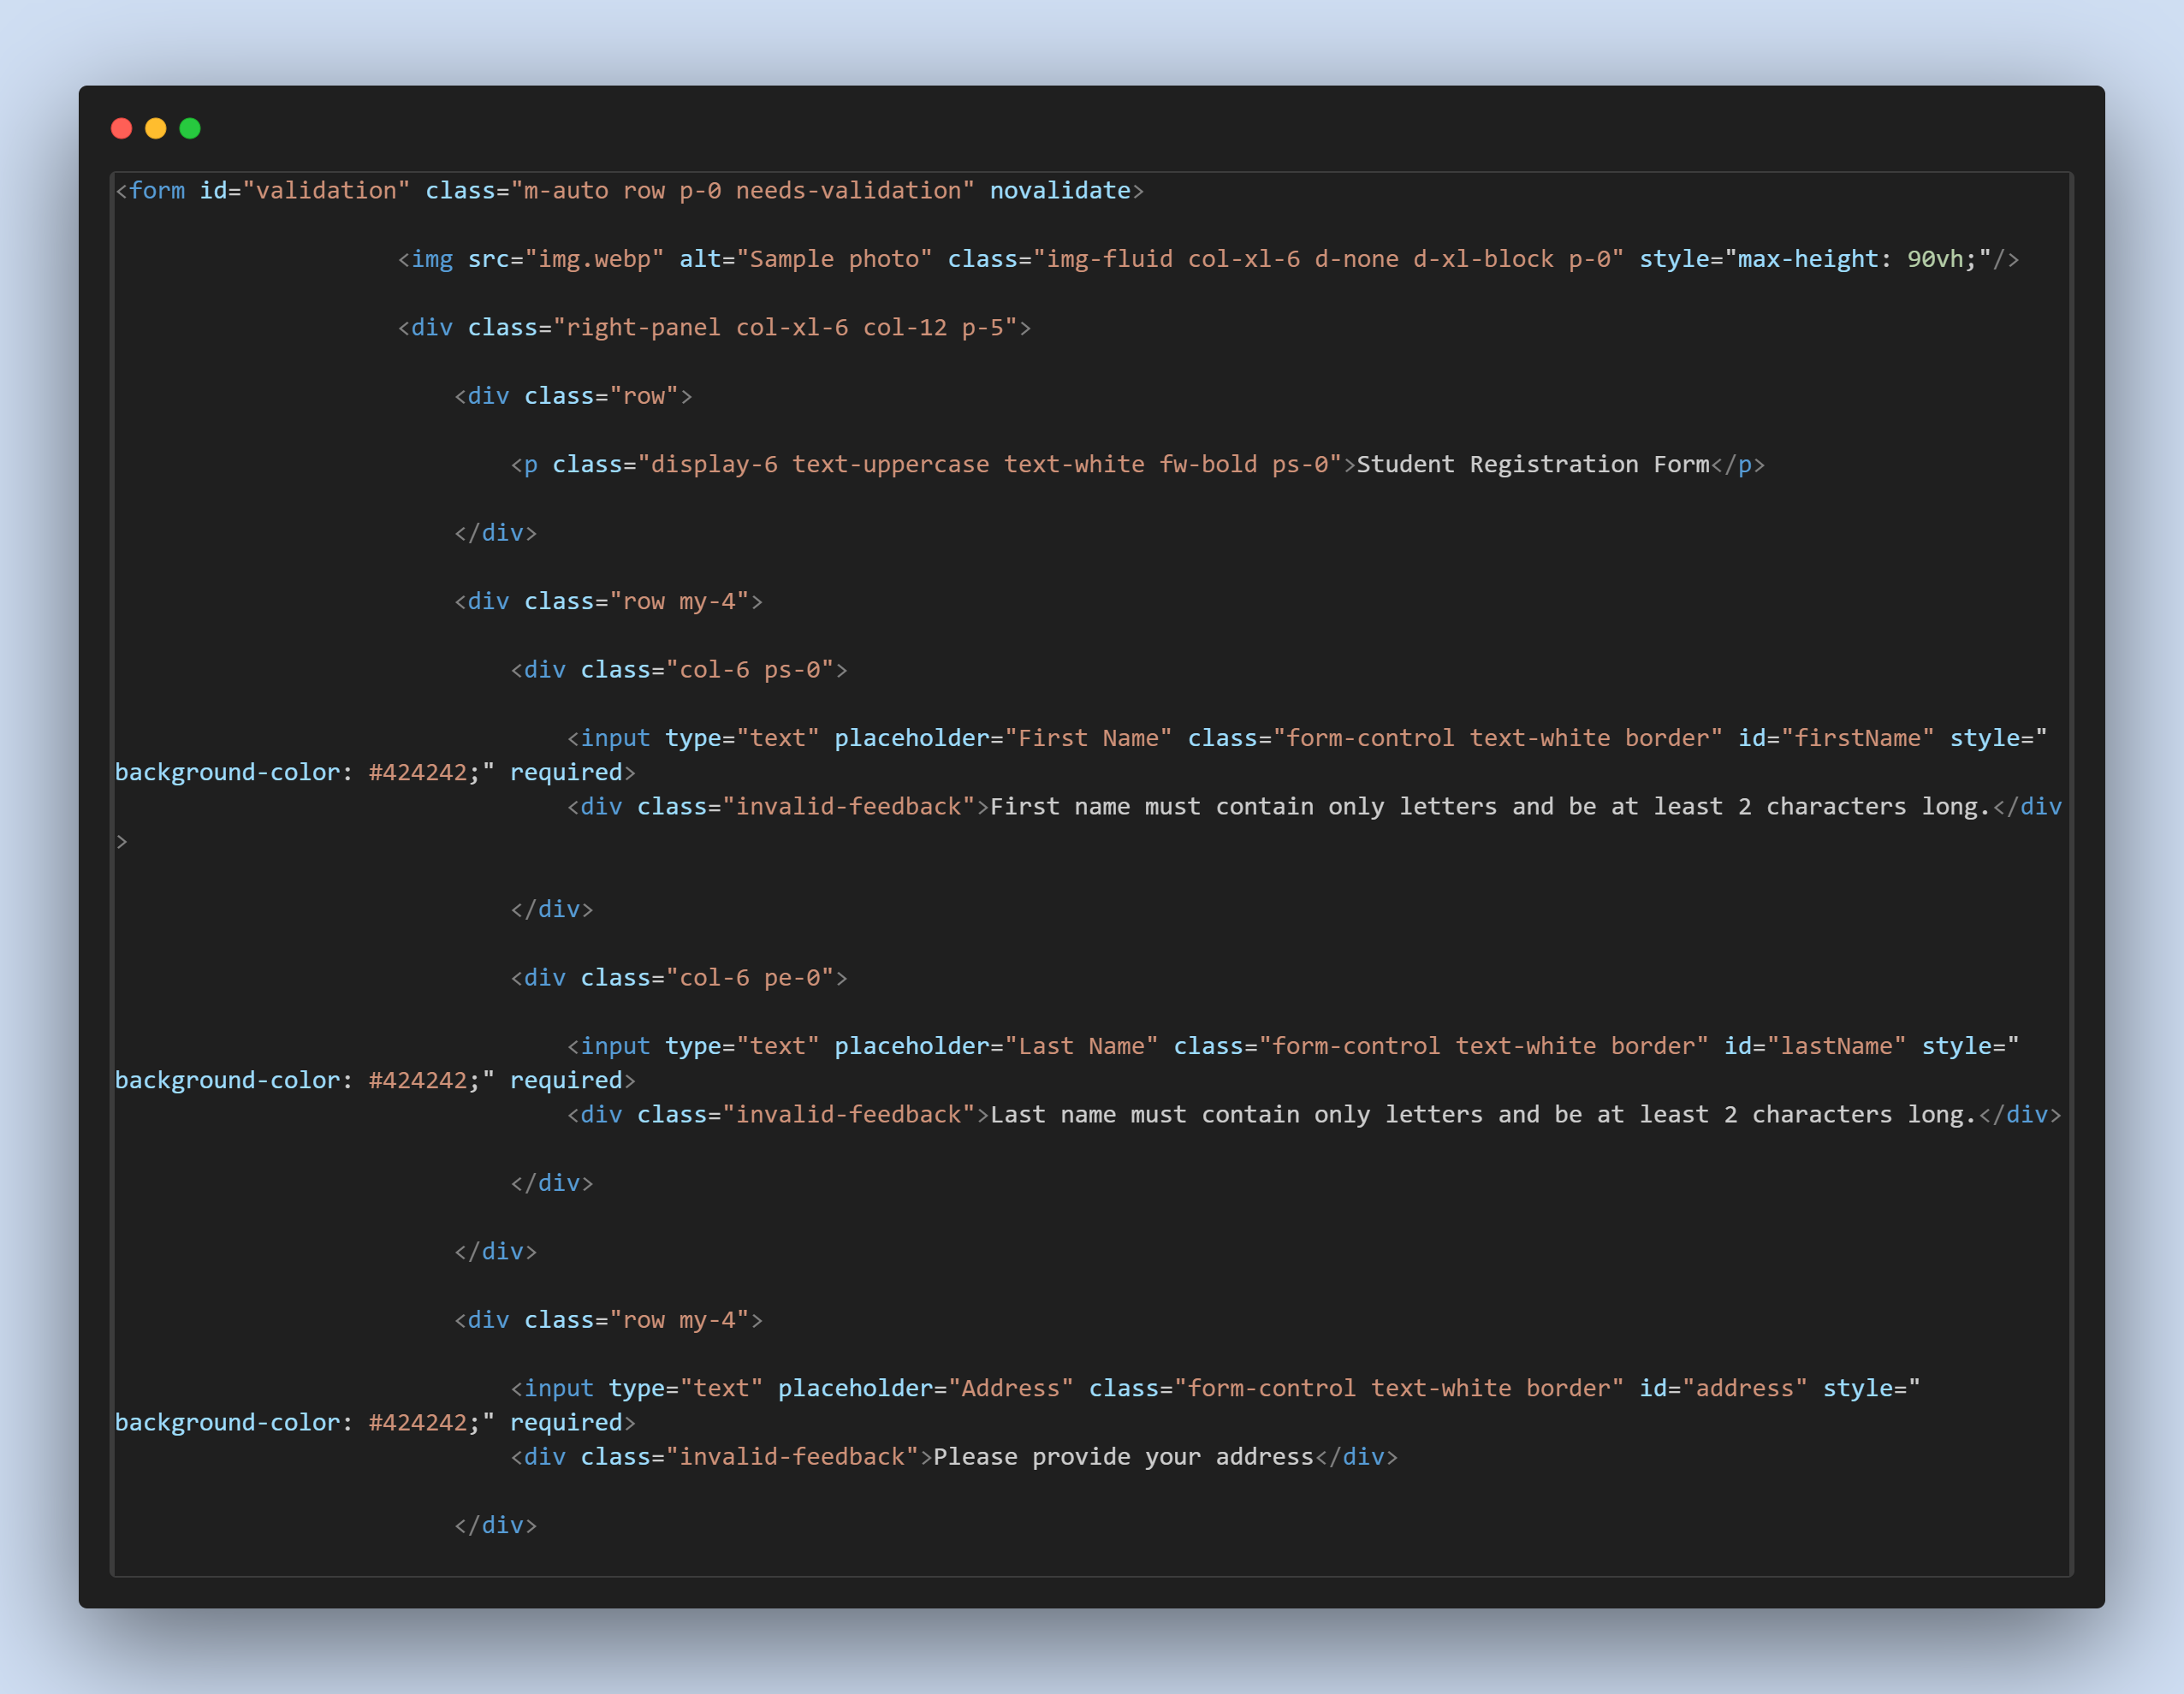 <form id="validation" class="m-auto row p-0 needs-validation" novalidate>
<img src="img.webp" alt="Sample photo" class="img-fluid col-xl-6 d-none d-xl-block p-0" style="max-height: 90vh;"/>
<div class="right-panel col-xl-6 col-12 p-5">
<div class="row">
<p class="display-6 text-uppercase text-white fw-bold ps-0">Student Registration Form</p>
</div>
<div class="row my-4">
<div class="col-6 ps-0">
<input type="text" placeholder="First Name" class="form-control text-white border" id="firstName" style="
background-color: #424242;" required>
<div class="invalid-feedback">First name must contain only letters and be at least 2 characters long.</div
>
</div>
<div class="col-6 pe-0">
<input type="text" placeholder="Last Name" class="form-control text-white border" id="lastName" style="
background-color: #424242;" required>
<div class="invalid-feedback">Last name must contain only letters and be at least 2 characters long.</div>
</div>
</div>
<div class="row my-4">
<input type="text" placeholder="Address" class="form-control text-white border" id="address" style="
background-color: #424242;" required>
<div class="invalid-feedback">Please provide your address</div>
</div>